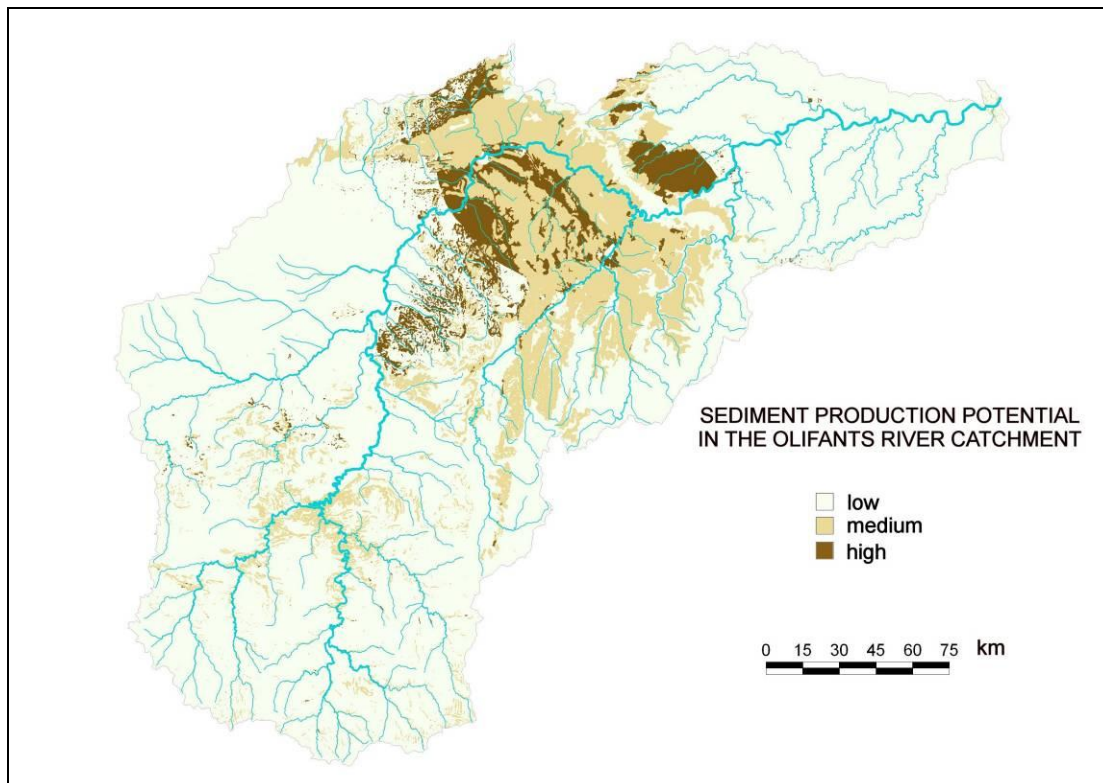 SEDIMENT PRODUCTION POTENTIAL
IN THE OLIFANTS RIVER CATCHMENT
low
medium
high
0 15 30 45 60 75 km